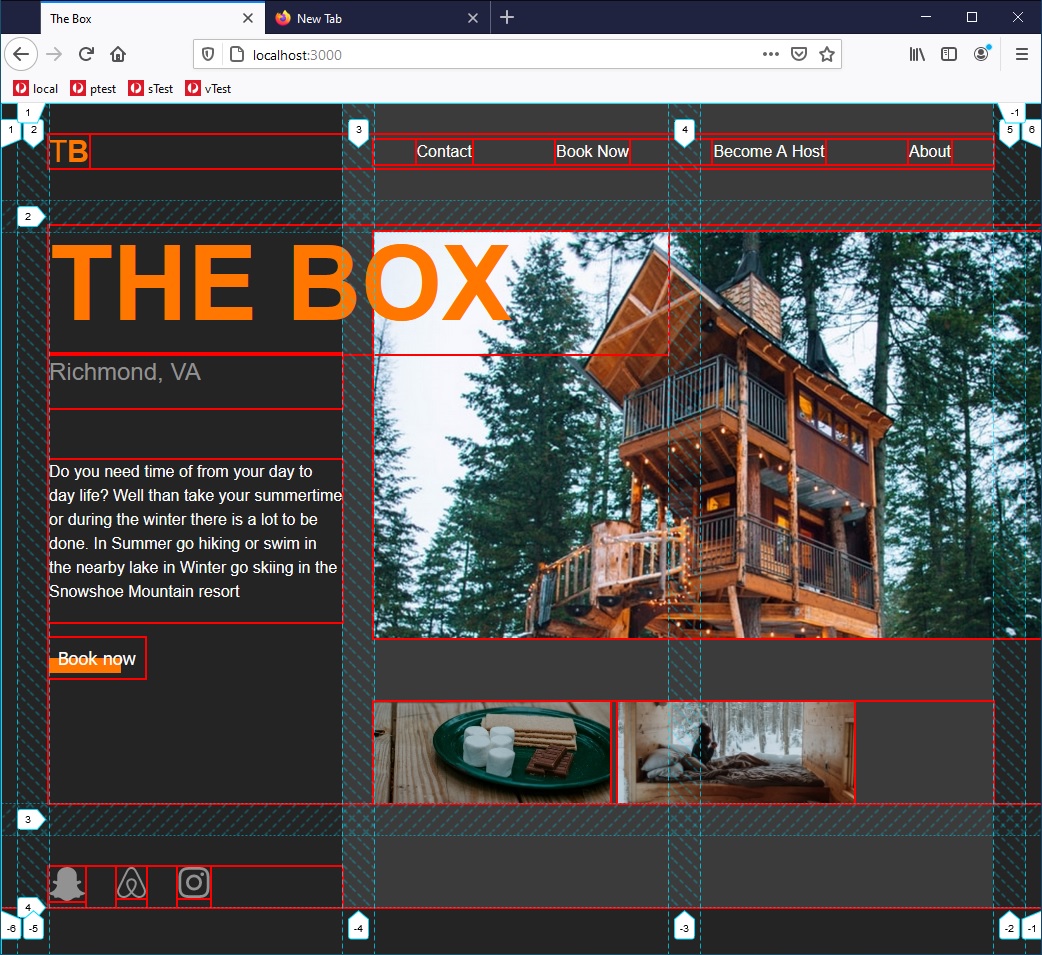 The Box
New Tab
localhost:3000
local
ptest
sTest
vTest
1
-1
1
2
3
4
5
6
TB
Contact
Book Now
Become A Host
About
2
THE BOX
Richmond, VA
Do you need time of from your day to
day life? Well than take your summertime
or during the winter there is a lot to be
done. In Summer go hiking or swim in
the nearby lake in Winter go skiing in the
Snowshoe Mountain resort
Book now
3
4
-6
-5
-4
-3
-2
-1